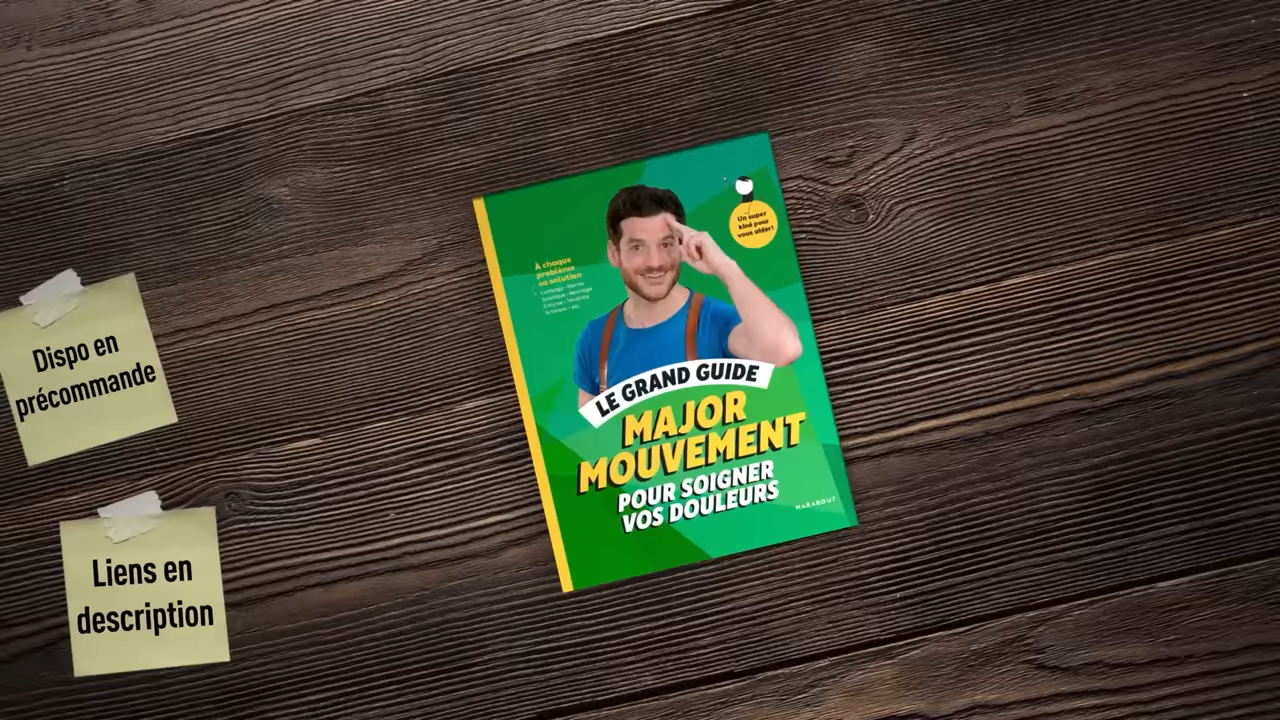 Dispo en
précommande
Liens en
description
Un super
kiné pour
vous aider!
À chaque
problème
sa solution
LE GRAND GUIDE
MAJOR
MOUVEMENT
POUR SOIGNER
VOS DOULEURS
MARABOUT